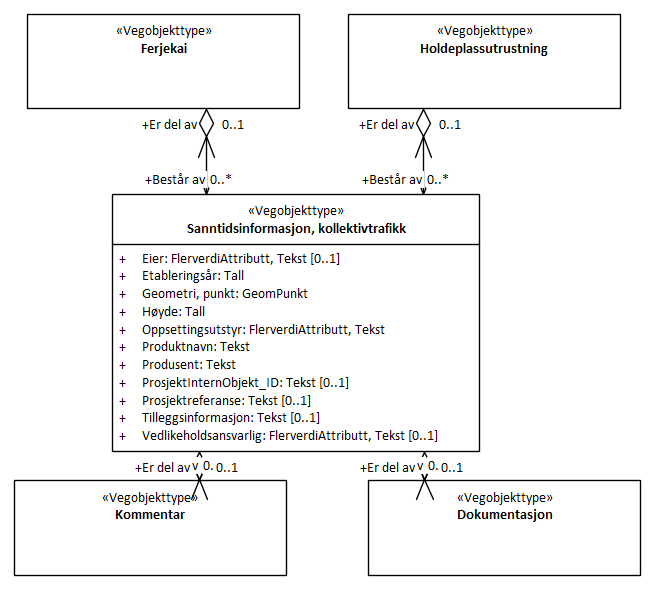 «Vegobjekttype»
Ferjekai
«Vegobjekttype»
Holdeplassutrustning
+Er del av 0..1
+Er del av 0..1
+Består av 0..*
+Består av 0..*
«Vegobjekttype»
Sanntidsinformasjon, kollektivtrafikk
+ Eier: FlerverdiAttributt, Tekst [0..1]
+ Etableringsår: Tall
+ Geometri, punkt: GeomPunkt
+ Høyde: Tall
+ Oppsettingsutstyr: FlerverdiAttributt, Tekst
+ Produktnavn: Tekst
+ Produsent: Tekst
+ ProsjektInternObjekt_ID: Tekst [0..1]
+ Prosjektreferanse: Tekst [0..1]
+ Tilleggsinformasjon: Tekst [0..1]
+ Vedlikeholdsansvarlig: FlerverdiAttributt, Tekst [0..1]
+Er del av v 0. 0..1
+Er del av v 0. 0..1
«Vegobjekttype»
Kommentar
«Vegobjekttype»
Dokumentasjon